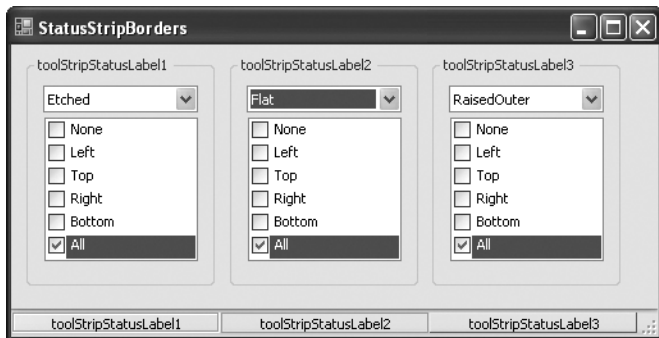 StatusStripBorders
toolStripStatusLabel1
Etched
None
Left
Top
Right
Bottom
All
toolStripStatusLabel2
Flat
None
Left
Top
Right
Bottom
All
toolStripStatusLabel3
RaisedOuter
None
Left
Top
Right
Bottom
All
toolStripStatusLabel1 toolStripStatusLabel2 toolStripStatusLabel3